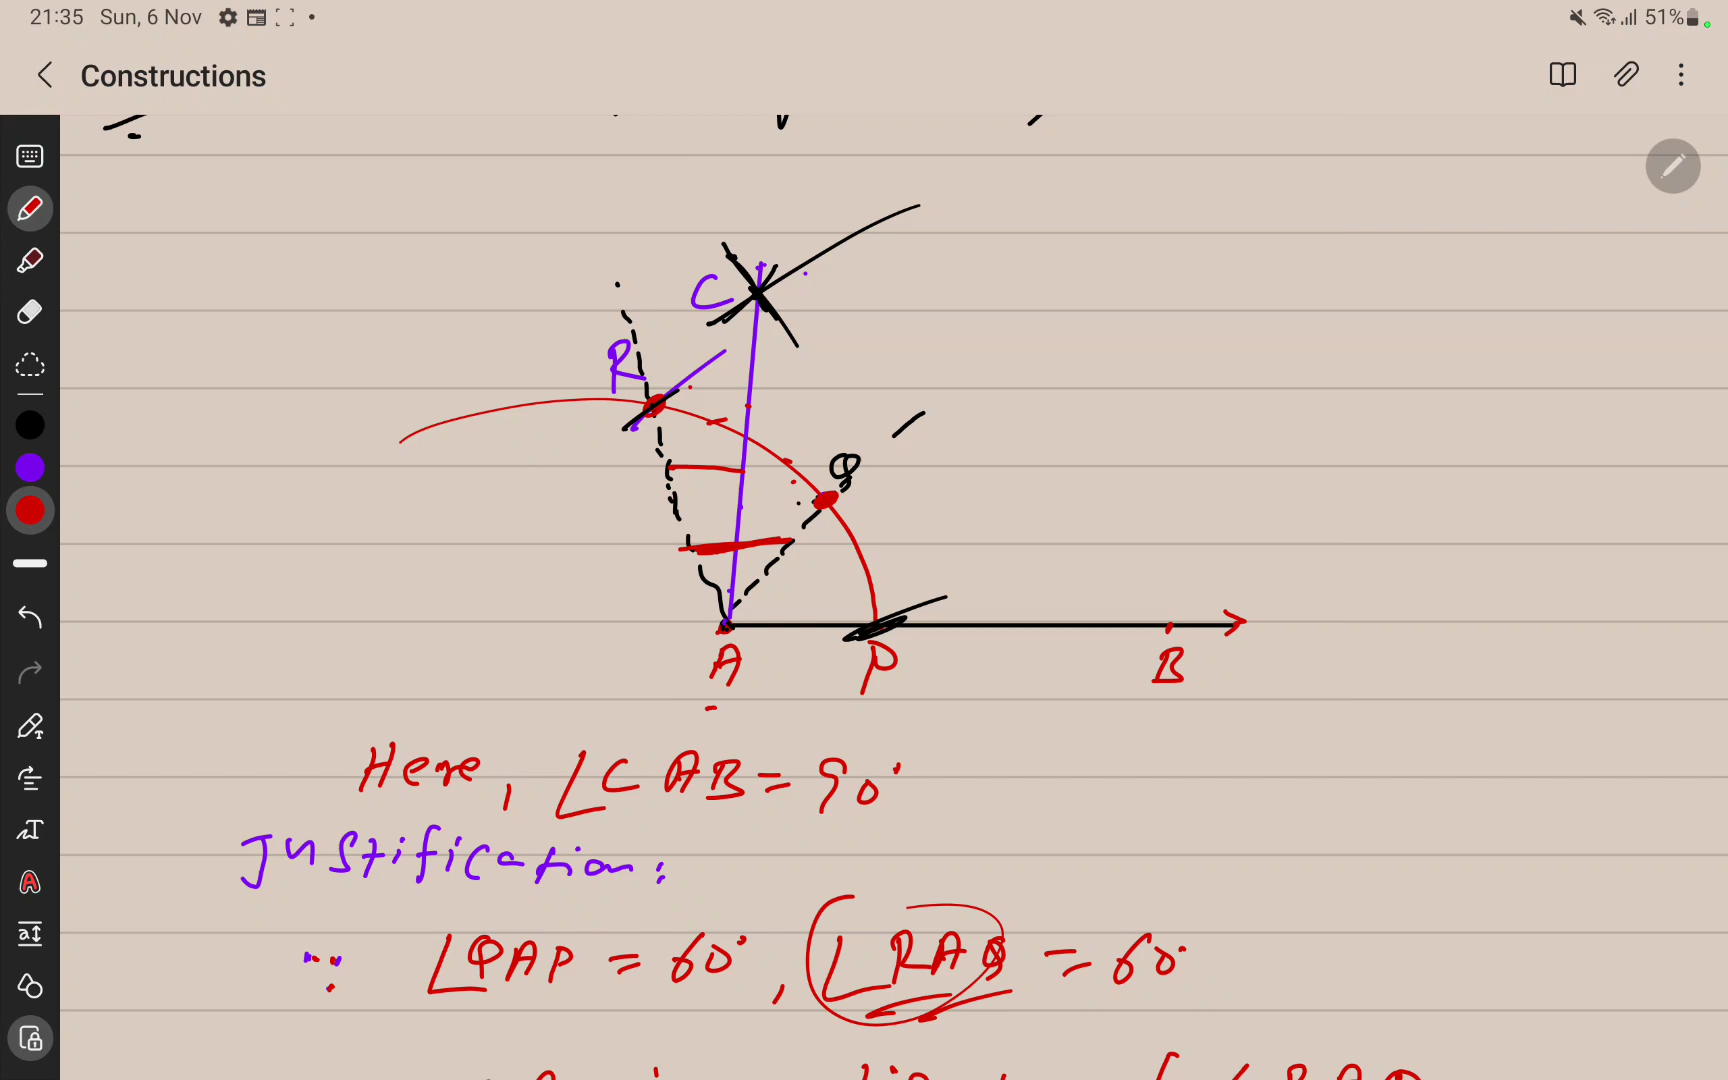 21:35 Sun, 6 Nov
51%
Constructions
C
R
Q
A P B
Here, ∠CAB = 90°
Justification:
∵ ∠QAP = 60°, ∠RAQ = 60°